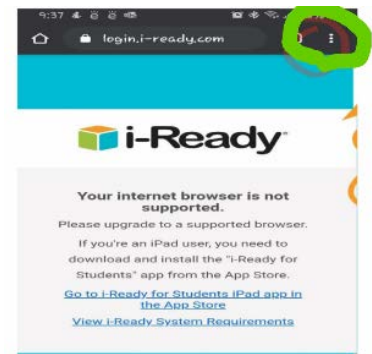 9:37
login.i-ready.com
i-Ready
Your internet browser is not
supported.
Please upgrade to a supported browser.
If you're an iPad user, you need to
download and install the "i-Ready for
Students" app from the App Store.
Go to i-Ready for Students iPad app in
the App Store
View i-Ready System Requirements